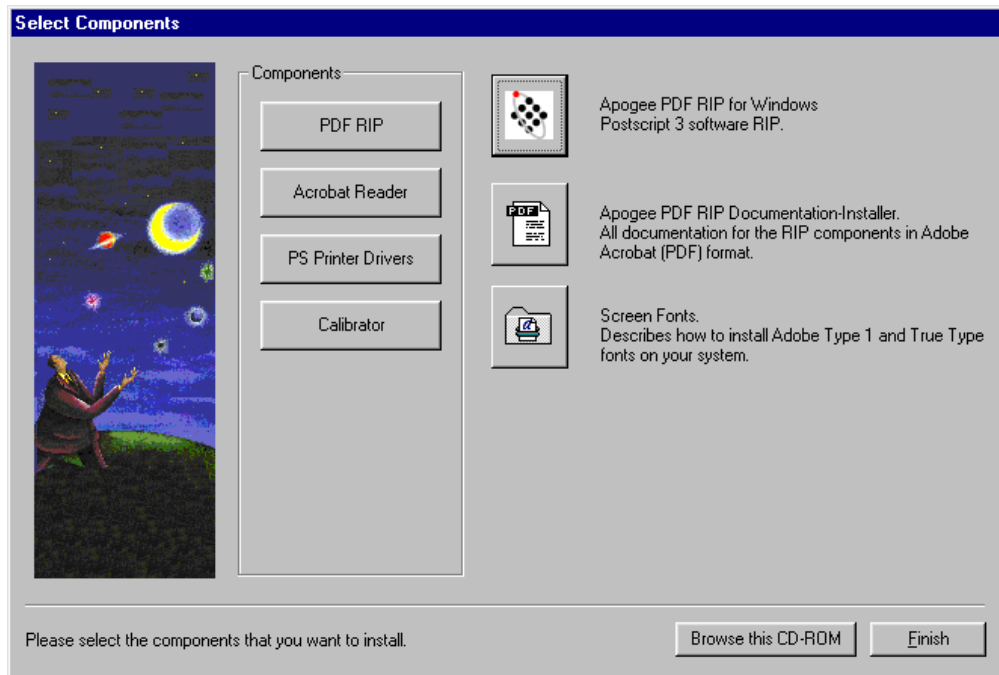 Select Components
Components
PDF RIP
Acrobat Reader
PS Printer Drivers
Calibrator
Apogee PDF RIP for Windows
Postscript 3 software RIP.
PDF
Apogee PDF RIP Documentation-Installer.
All documentation for the RIP components in Adobe
Acrobat (PDF) format.
a
Screen Fonts.
Describes how to install Adobe Type 1 and True Type
fonts on your system.
Please select the components that you want to install.
Browse this CD-ROM
Finish